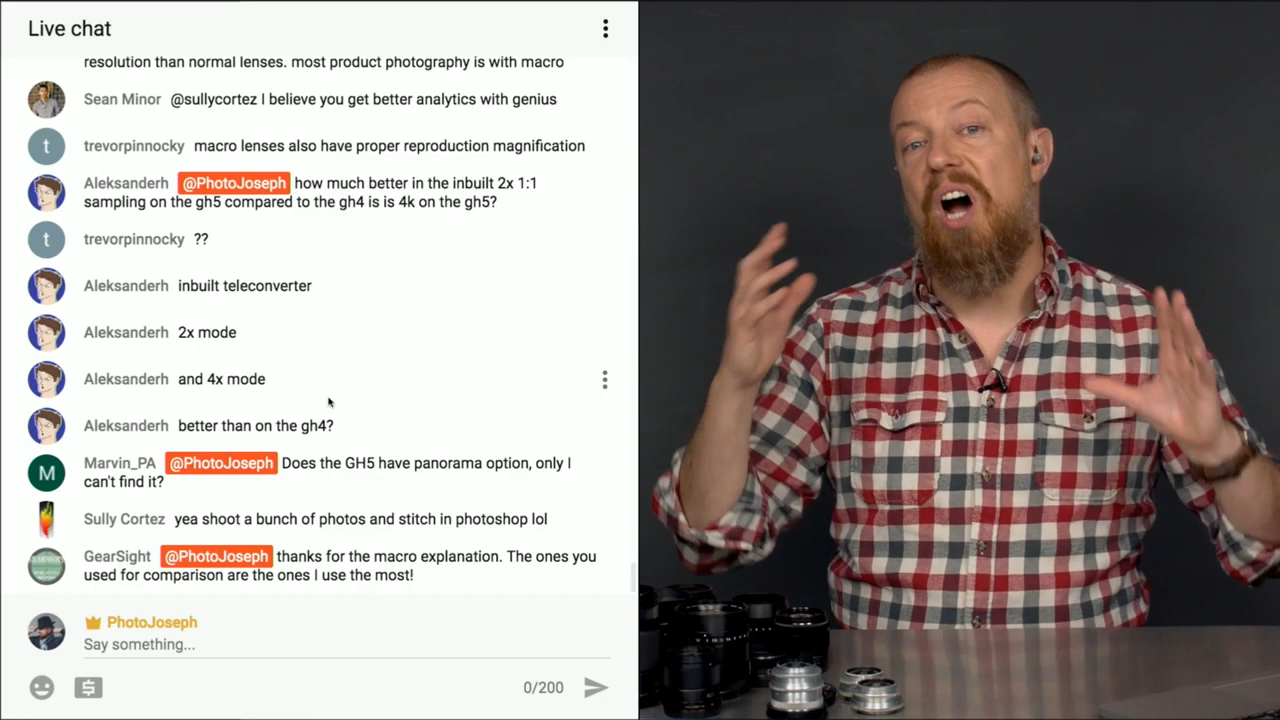 Live chat
resolution than normal lenses. most product photography is with macro
Sean Minor @sullycortez I believe you get better analytics with genius
t trevorpinnocky macro lenses also have proper reproduction magnification
Aleksanderh @PhotoJoseph how much better in the inbuilt 2x 1:1
sampling on the gh5 compared to the gh4 is is 4k on the gh5?
t trevorpinnocky ??
Aleksanderh inbuilt teleconverter
Aleksanderh 2x mode
Aleksanderh and 4x mode
Aleksanderh better than on the gh4?
M Marvin_PA @PhotoJoseph Does the GH5 have panorama option, only I
can't find it?
Sully Cortez yea shoot a bunch of photos and stitch in photoshop lol
GearSight @PhotoJoseph thanks for the macro explanation. The ones you
used for comparison are the ones I use the most!
PhotoJoseph
Say something...
$ 0/200